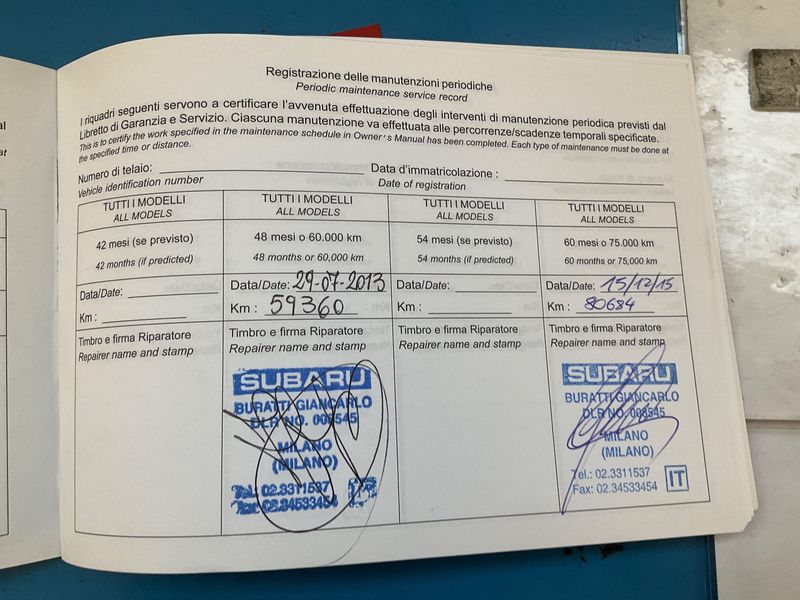 Registrazione delle manutenzioni periodiche
Periodic maintenance service record
I riquadri seguenti servono a certificare l'avvenuta effettuazione degli interventi di manutenzione periodica previsti dal
Libretto di Garanzia e Servizio. Ciascuna manutenzione va effettuata alle percorrenze/scadenze temporali specificate.
This is to certify the work specified in the maintenance schedule in Owner's Manual has been completed. Each type of maintenance must be done at
the specified time or distance.
Numero di telaio: Data d'immatricolazione :
Vehicle identification number Date of registration
TUTTI I MODELLI
ALL MODELS
42 mesi (se previsto)
42 months (if predicted)
Data/Date:
Km :
Timbro e firma Riparatore
Repairer name and stamp
TUTTI I MODELLI
ALL MODELS
48 mesi o 60.000 km
48 months or 60,000 km
Data/Date: 29-07-2013
Km : 59360
Timbro e firma Riparatore
Repairer name and stamp
SUBARU
BURATTI GIANCARLO
DLR NO. 008545
MILANO
(MILANO)
Tel.: 02.3311537
Fax: 02.34533454
IT
TUTTI I MODELLI
ALL MODELS
54 mesi (se previsto)
54 months (if predicted)
Data/Date:
Km :
Timbro e firma Riparatore
Repairer name and stamp
TUTTI I MODELLI
ALL MODELS
60 mesi o 75.000 km
60 months or 75,000 km
Data/Date: 15/12/15
Km : 80684
Timbro e firma Riparatore
Repairer name and stamp
SUBARU
BURATTI GIANCARLO
DLR NO. 008545
MILANO
(MILANO)
Tel.: 02.3311537
Fax: 02.34533454
IT